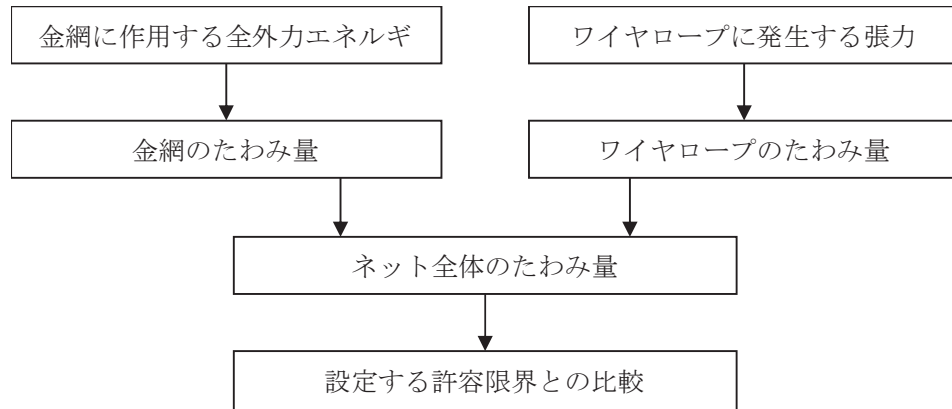 金網に作用する全外力エネルギ
ワイヤロープに発生する張力
金網のたわみ量
ワイヤロープのたわみ量
ネット全体のたわみ量
設定する許容限界との比較